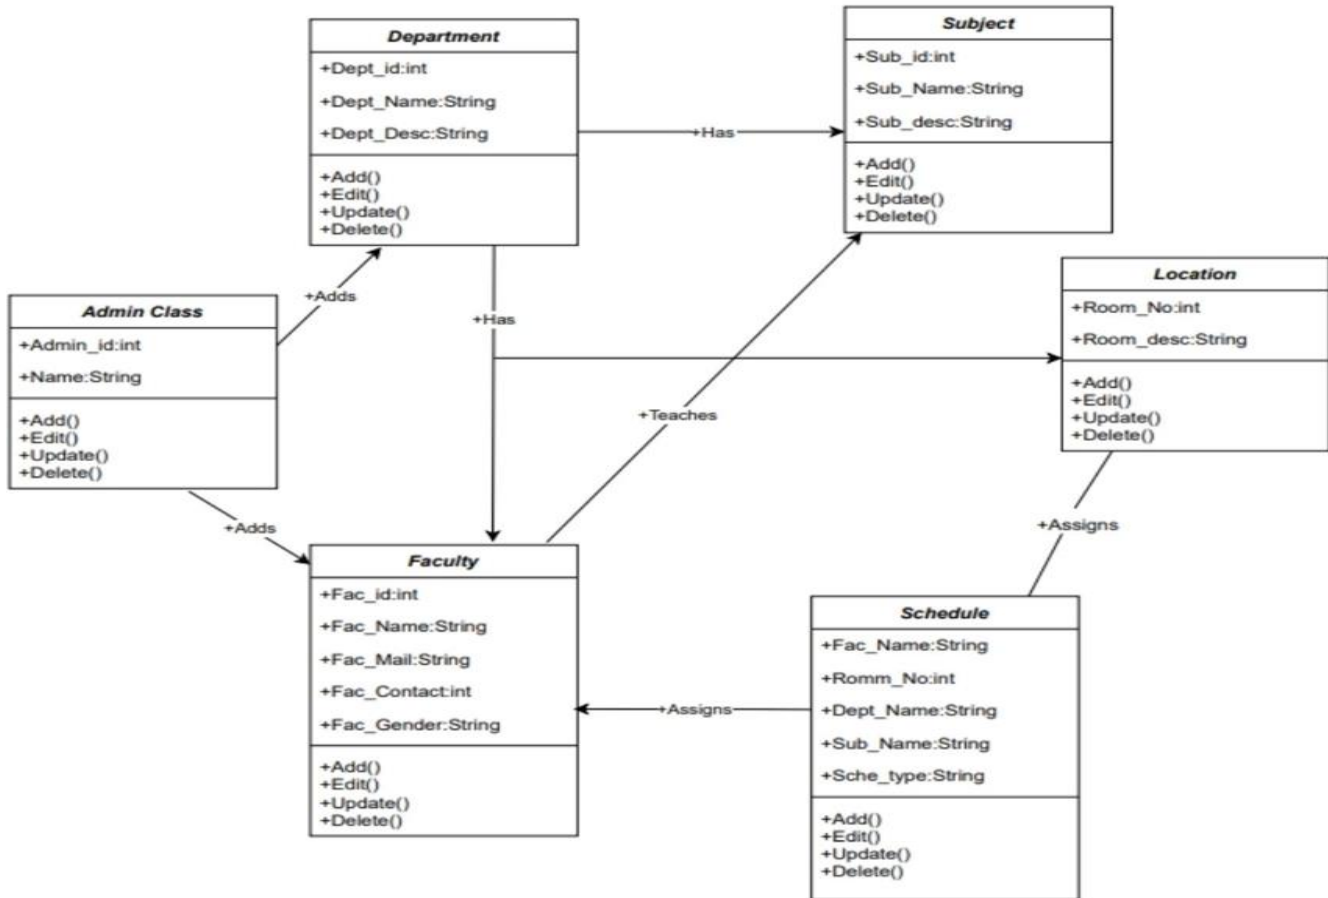 Department
+Dept_id:int
+Dept_Name:String
+Dept_Desc:String
+Add()
+Edit()
+Update()
+Delete()
Subject
+Sub_id:int
+Sub_Name:String
+Sub_desc:String
+Add()
+Edit()
+Update()
+Delete()
+Has
+Adds
+Has
Admin Class
+Admin_id:int
+Name:String
+Add()
+Edit()
+Update()
+Delete()
Location
+Room_No:int
+Room_desc:String
+Add()
+Edit()
+Update()
+Delete()
+Teaches
+Adds
+Assigns
Faculty
+Fac_id:int
+Fac_Name:String
+Fac_Mail:String
+Fac_Contact:int
+Fac_Gender:String
+Add()
+Edit()
+Update()
+Delete()
+Assigns
Schedule
+Fac_Name:String
+Romm_No:int
+Dept_Name:String
+Sub_Name:String
+Sche_type:String
+Add()
+Edit()
+Update()
+Delete()